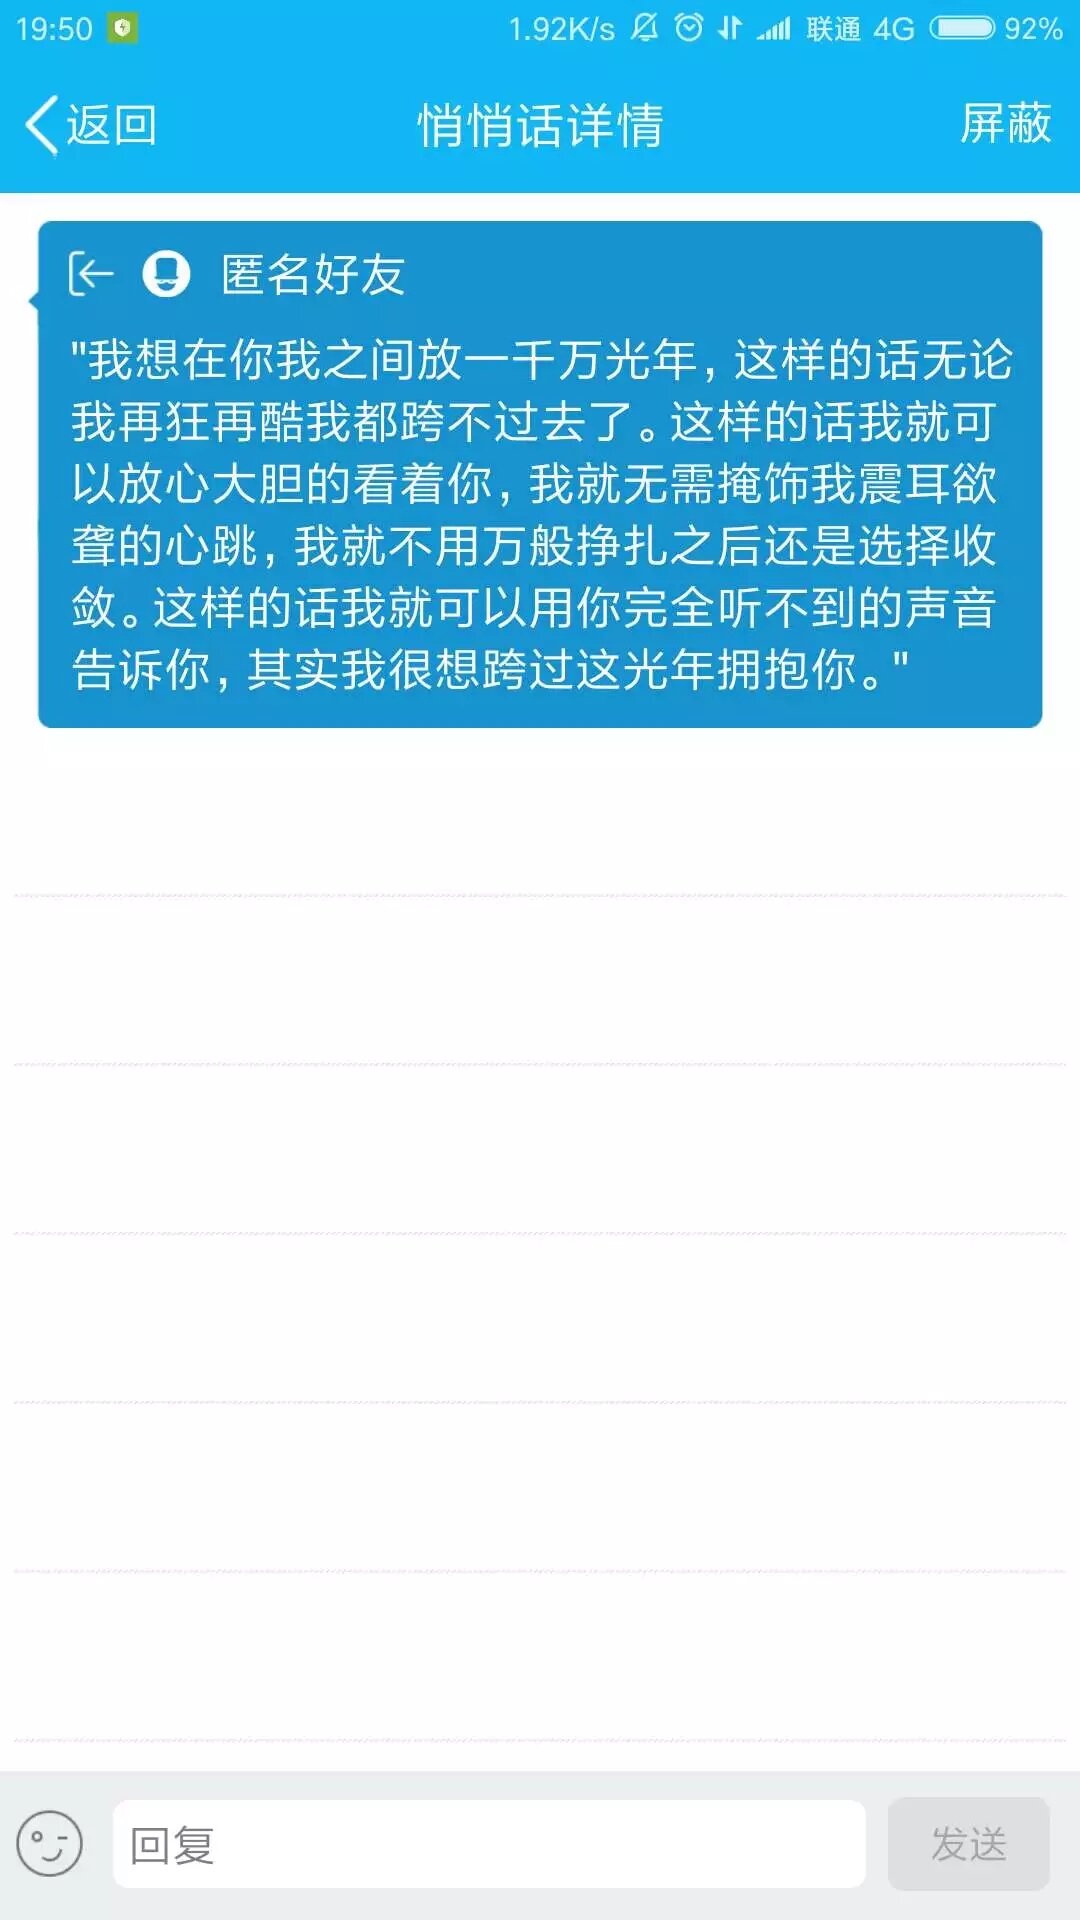 19:50 1.92K/s 联通 4G 92%
返回 悄悄话详情 屏蔽
匿名好友
"我想在你我之间放一千万光年，这样的话无论
我再狂再酷我都跨不过去了。这样的话我就可
以放心大胆的看着你，我就无需掩饰我震耳欲
聋的心跳，我就不用万般挣扎之后还是选择收
敛。这样的话我就可以用你完全听不到的声音
告诉你，其实我很想跨过这光年拥抱你。"
回复 发送